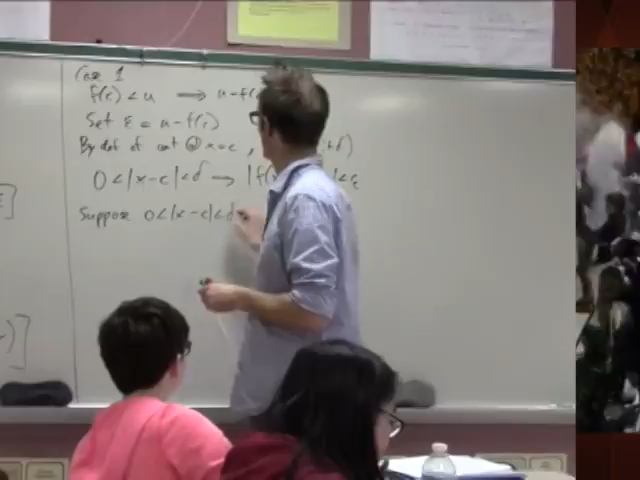 Case 1
f(c) < u ⟹ u - f(
Set ε = u - f(c)
By def of cont @ x = c ,
0 < |x - c| < δ → |f(x < ε
Suppose 0 < |x - c| < δ